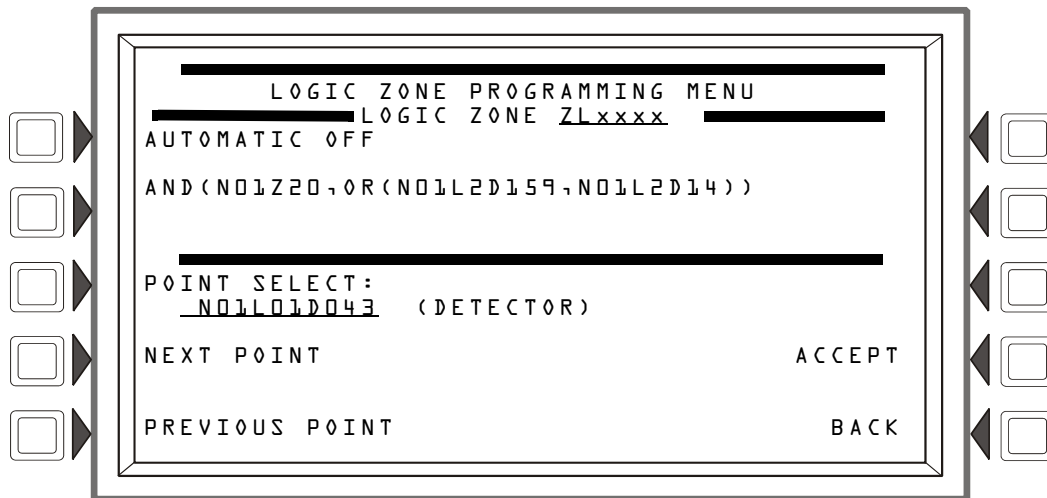 LOGIC ZONE PROGRAMMING MENU
LOGIC ZONE ZLxxxx
AUTOMATIC OFF
AND(N01Z20,OR(N01L2D159,N01L2D14))
POINT SELECT:
N01L01D043 (DETECTOR)
NEXT POINT ACCEPT
PREVIOUS POINT BACK